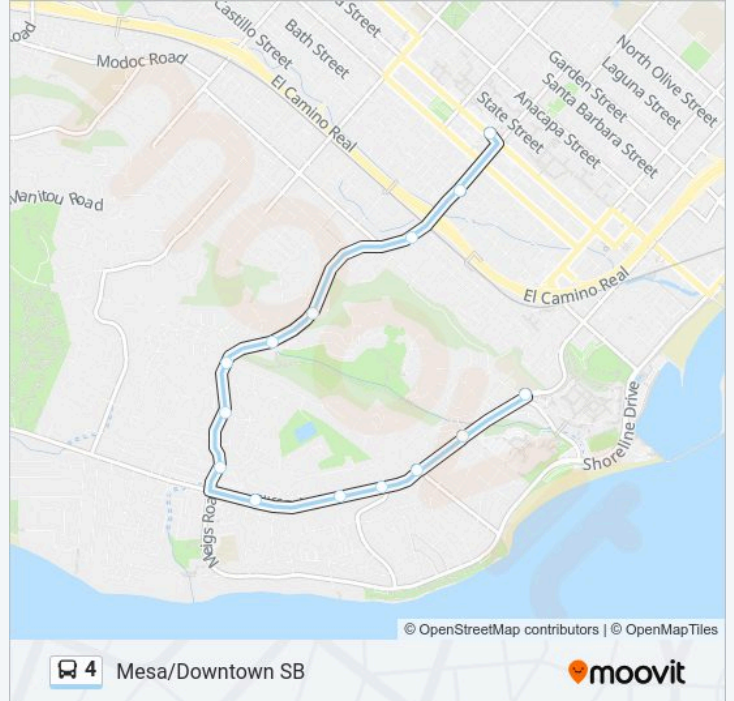 Castillo Street
Bath Street
Street
oad
Modoc Road
El Camino Real
North Olive Street
Laguna Street
Garden Street
Santa Barbara Street
Anacapa Street
State Street
Manitou Road
El Camino Real
Shoreline Drive
Meigs Roa
© OpenStreetMap contributors | © OpenMapTiles
4 Mesa/Downtown SB
moovit